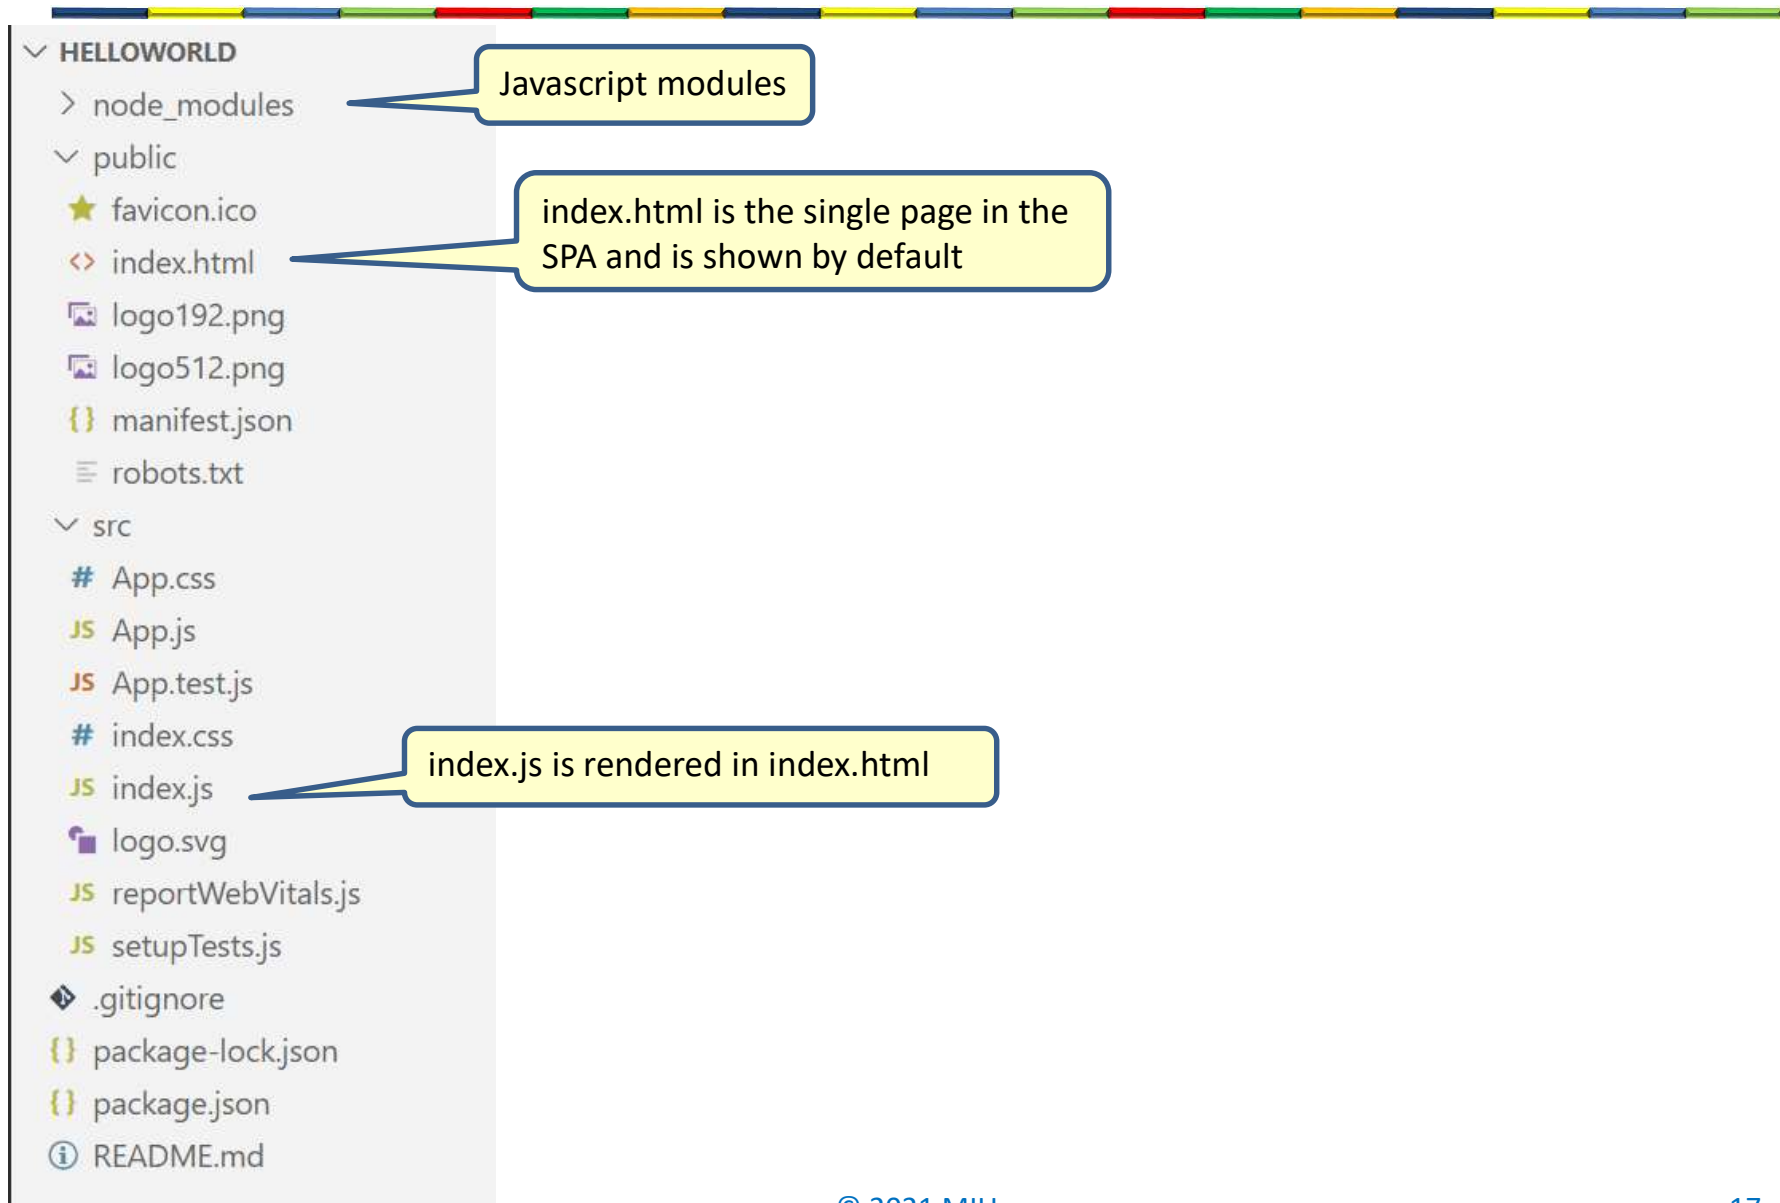 HELLOWORLD
node_modules
Javascript modules
public
favicon.ico
index.html
index.html is the single page in the
SPA and is shown by default
logo192.png
logo512.png
manifest.json
robots.txt
src
App.css
App.js
App.test.js
index.css
index.js
index.js is rendered in index.html
logo.svg
reportWebVitals.js
setupTests.js
.gitignore
package-lock.json
package.json
README.md
© 2021 MIU
17